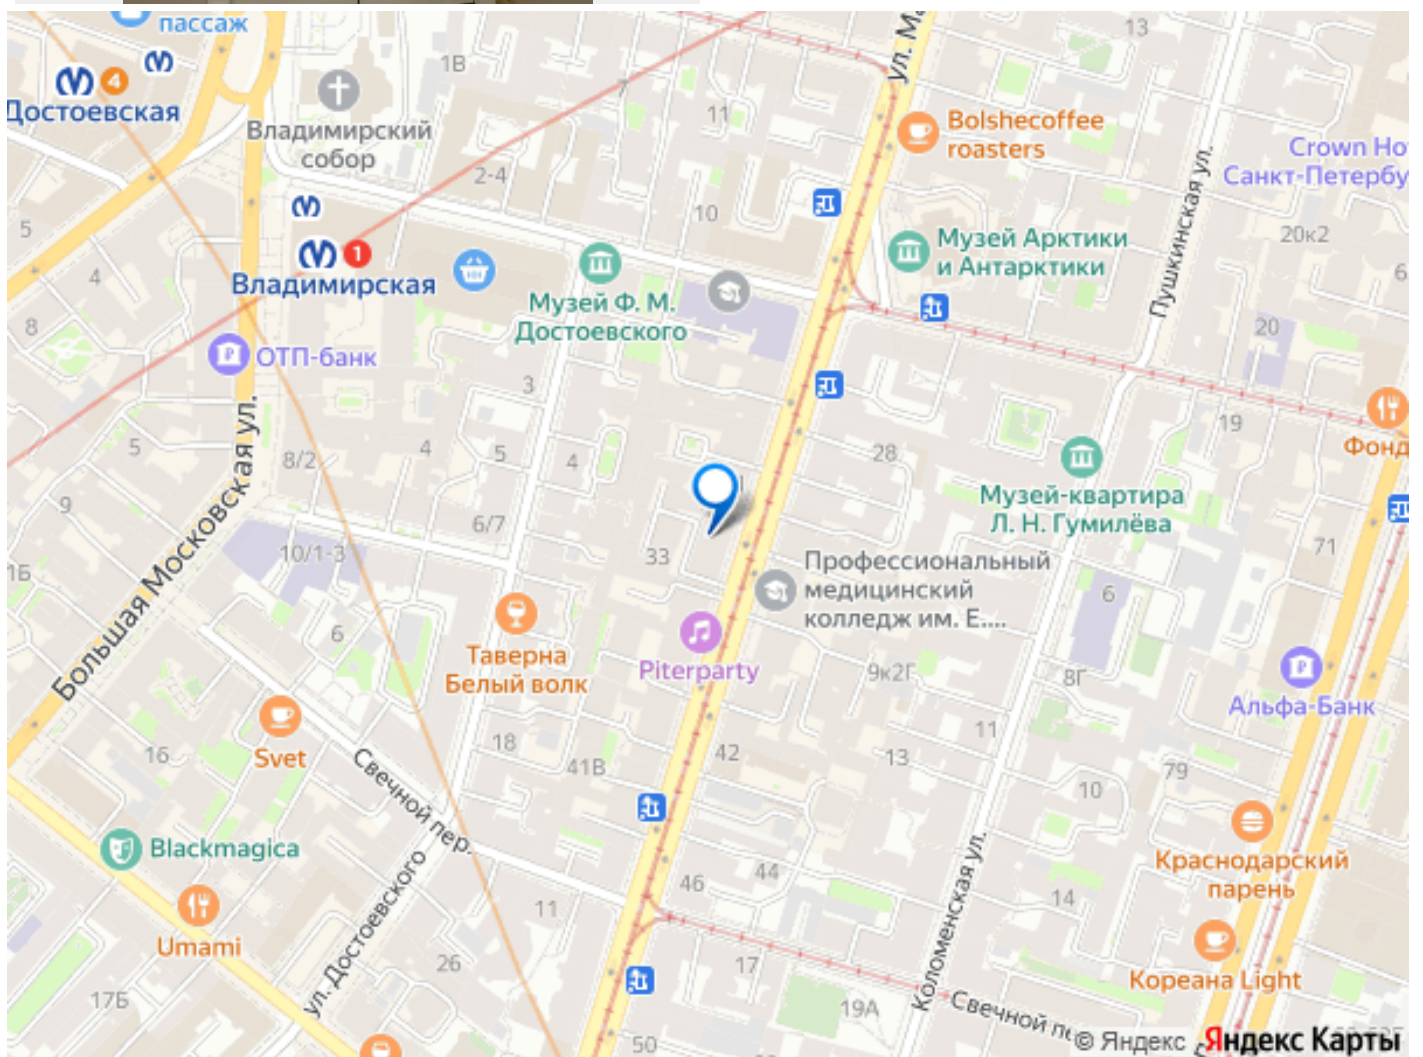 пассаж
4
Достоевская
Владимирский
собор
1В
2-4
7
11
10
13
ул. М
Bolshecoffee
roasters
Crown Ho
Санкт-Петербу
Пушкинская ул.
20к2
6
5
4
8
1
Владимирская
Музей Ф. М.
Достоевского
Музей Арктики
и Антарктики
20
ОТП-банк
3
5
8/2
4
5
4
28
19
Фонд
Большая Московская ул.
9
6/7
33
Музей-квартира
Л. Н. Гумилёва
71
1Б
10/1-3
6
Профессиональный
медицинский
колледж им. Е....
6
Таверна
Белый волк
Piterparty
9к2Г
8Г
Альфа-Банк
16
Svet
18
41В
42
13
11
10
79
Свечной пер.
Blackmagica
Краснодарский
парень
Umami
ул. Достоевского
11
46
44
14
Коломенская ул.
Кореана Light
26
17Б
17
19А
Свечной пе
50
© Яндекс
Яндекс Карты